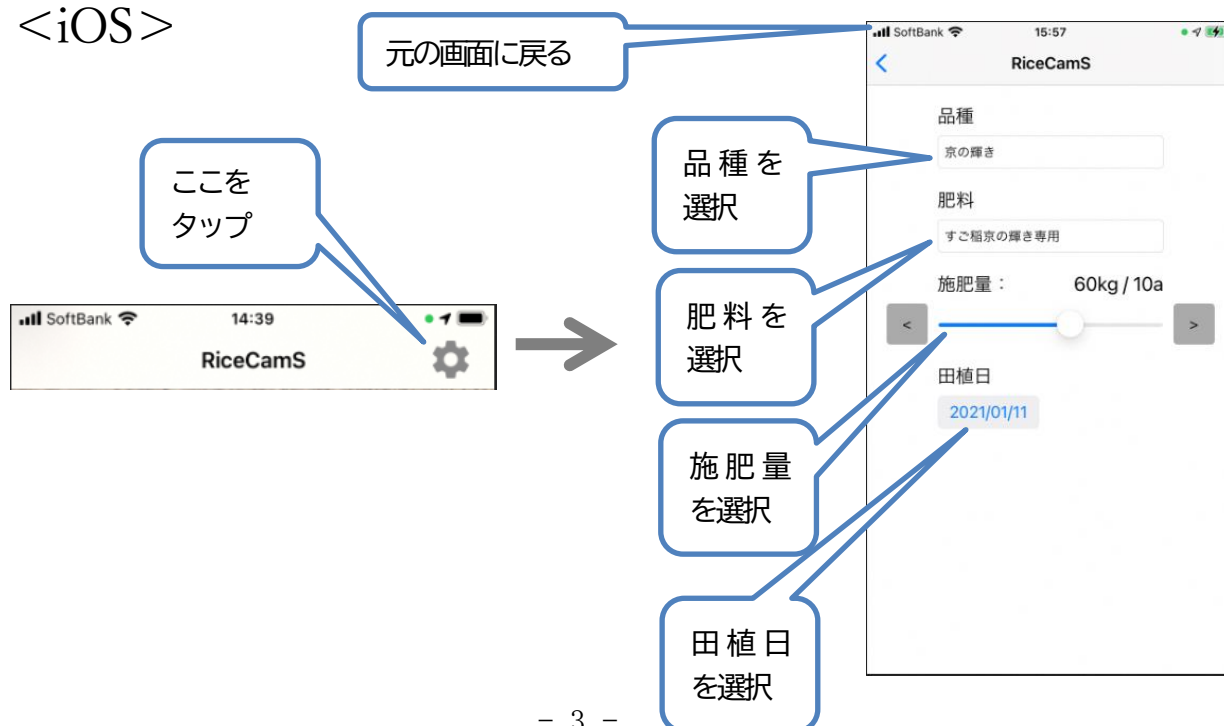 <iOS>
元の画面に戻る
ここを
タップ
SoftBank
14:39
RiceCamS
SoftBank
15:57
RiceCamS
<
品種を
選択
品種
京の輝き
肥料を
選択
肥料
すご稲京の輝き専用
施肥量
を選択
施肥量： 60kg / 10a
<
>
田植日
を選択
田植日
2021/01/11
- 3 -